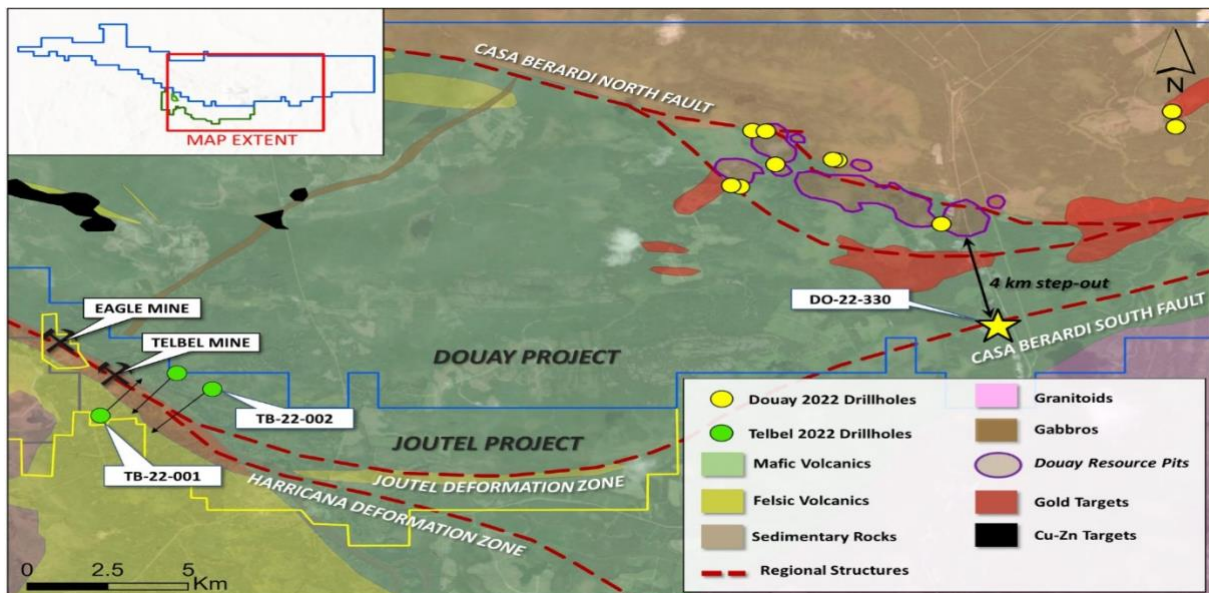 MAP EXTENT
CASA BERARDI NORTH FAULT
N
4 km step-out
DO-22-330
CASA BERARDI SOUTH FAULT
EAGLE MINE
TELBEL MINE
DOUAY PROJECT
TB-22-002
JOUTEL PROJECT
TB-22-001
JOUTEL DEFORMATION ZONE
HARRICANA DEFORMATION ZONE
0 2.5 5
Km
Douay 2022 Drillholes
Telbel 2022 Drillholes
Mafic Volcanics
Felsic Volcanics
Sedimentary Rocks
Regional Structures
Granitoids
Gabbros
Douay Resource Pits
Gold Targets
Cu-Zn Targets